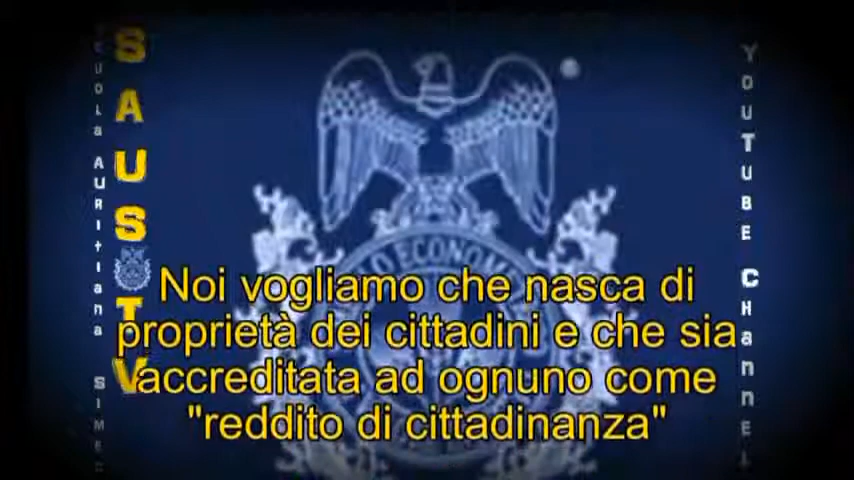 SCUOLA AURITIANA SIMEC
SAUS TV
Noi vogliamo che nasca di
proprietà dei cittadini e che sia
accreditata ad ognuno come
"reddito di cittadinanza"
YouTube Channel